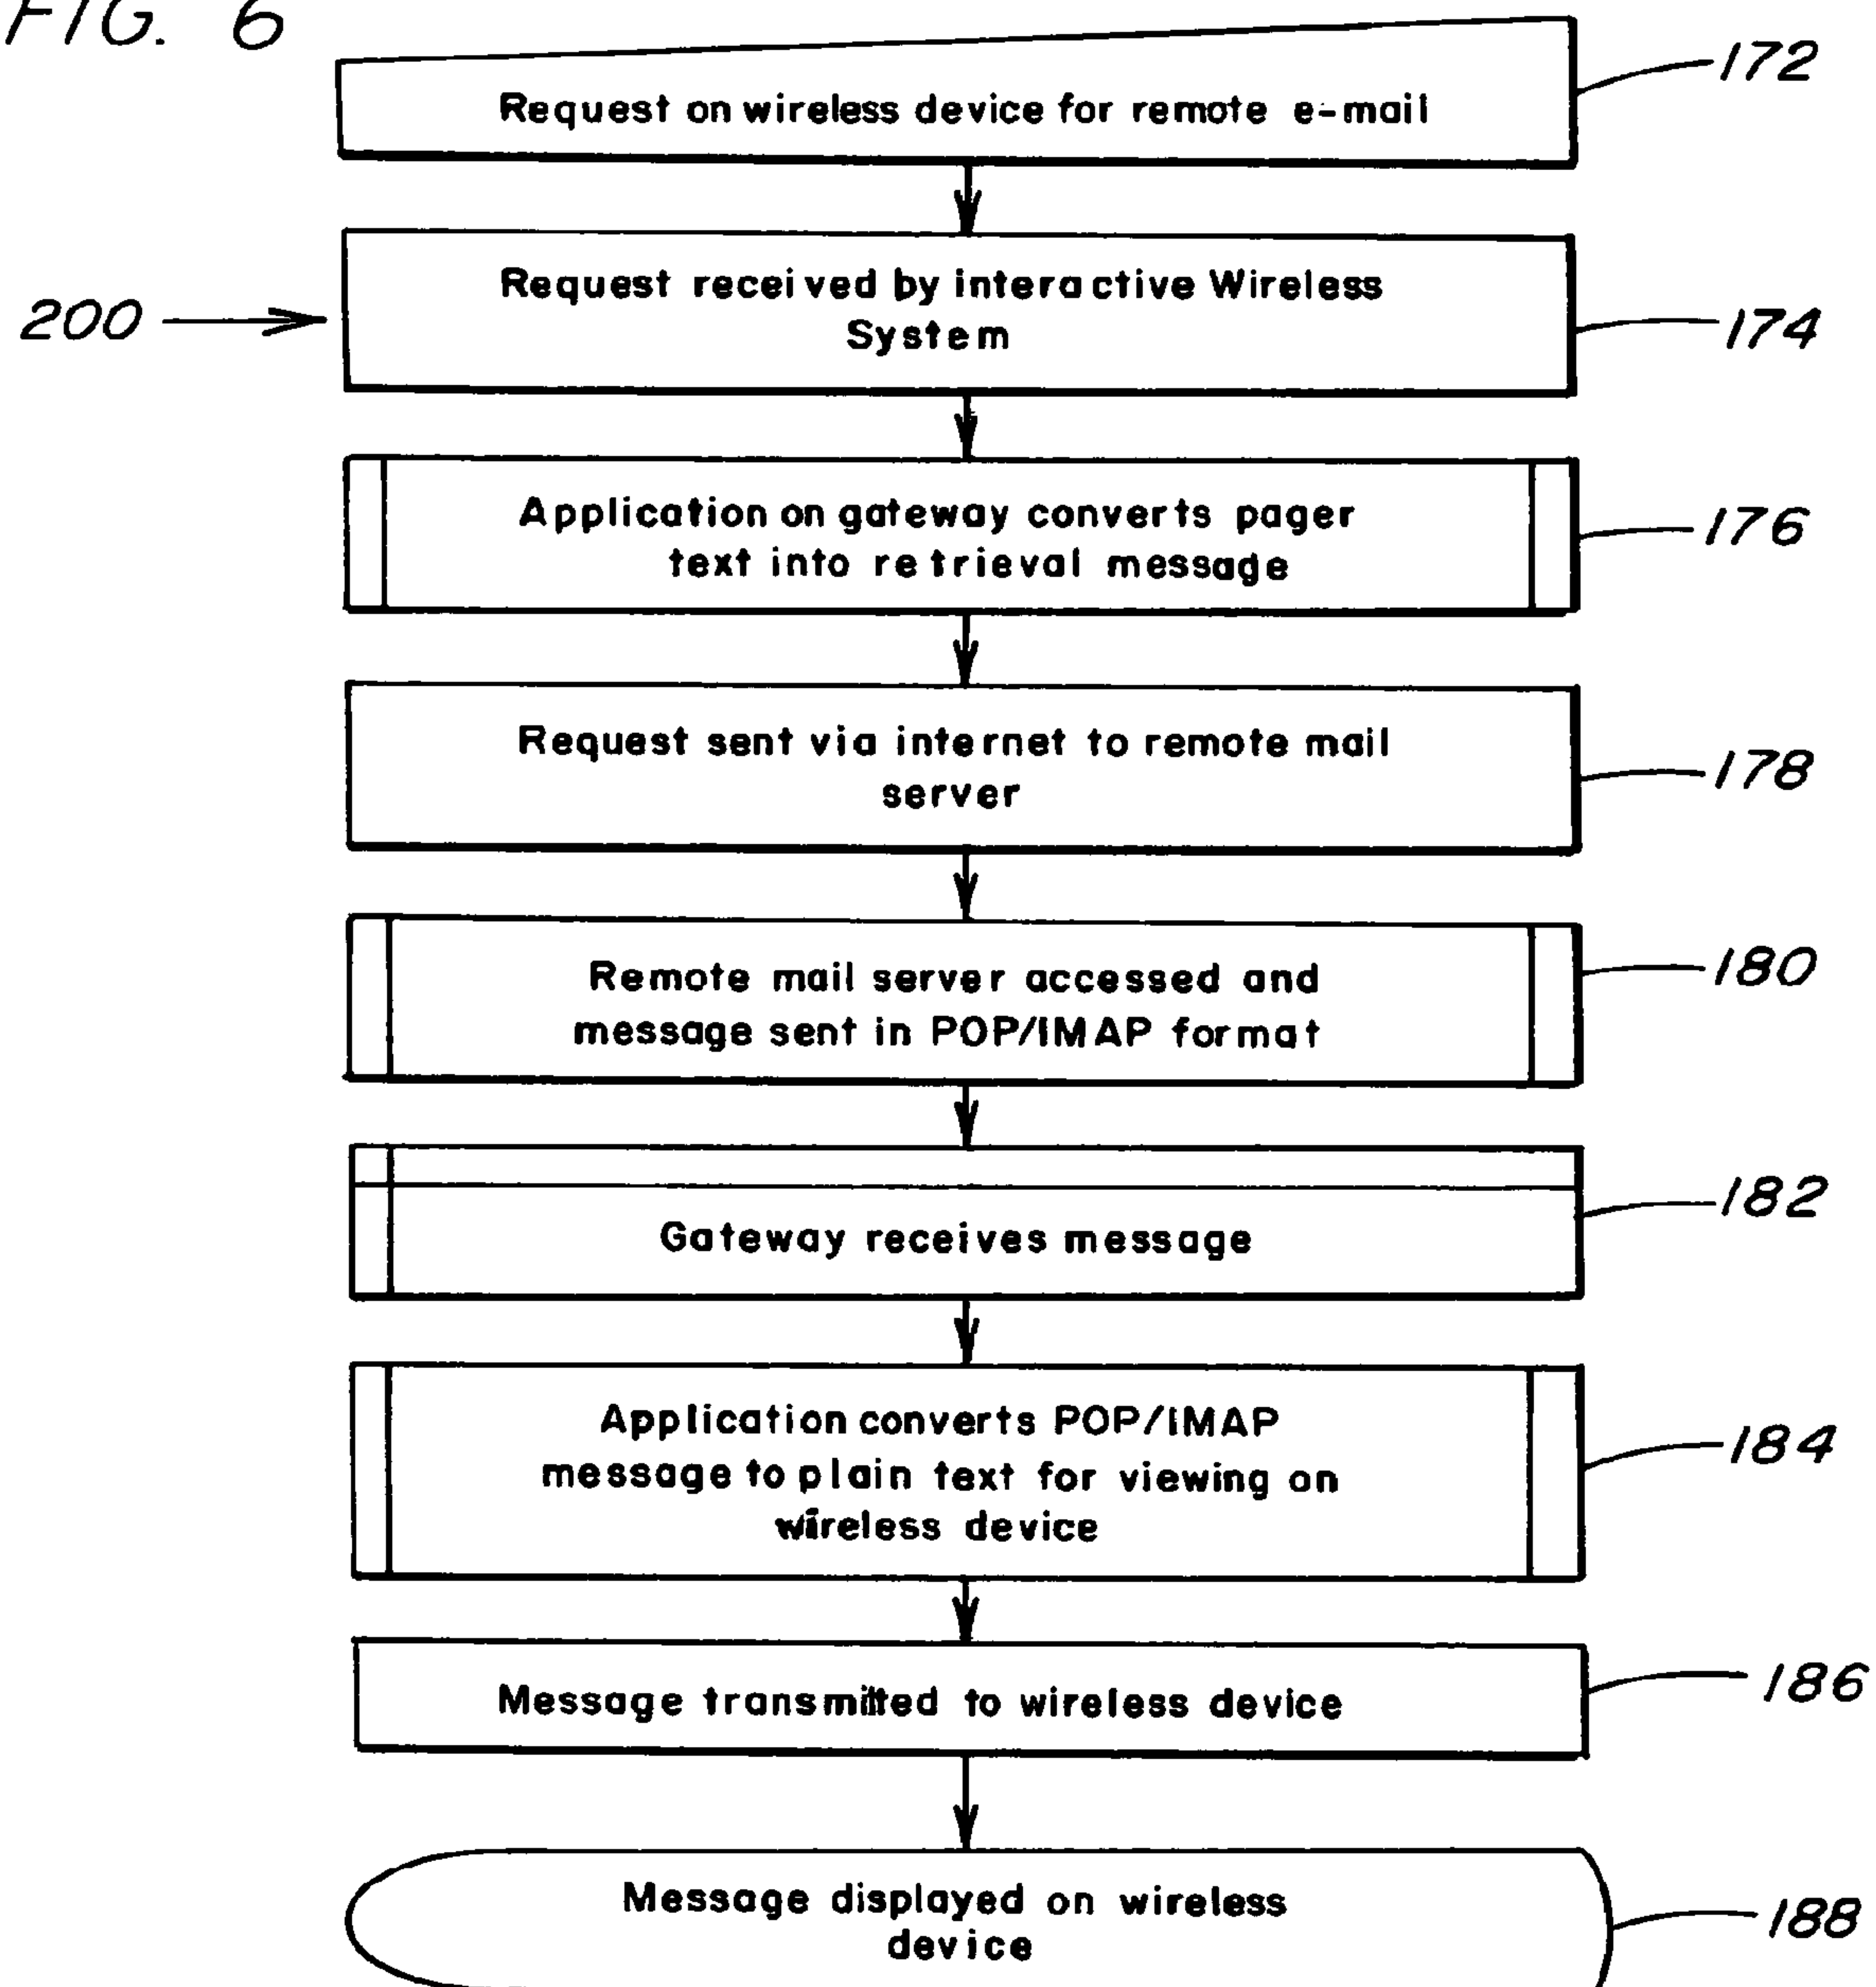 FIG. 6
Request on wireless device for remote e-mail
172
Request received by interactive Wireless
System
200
174
Application on gateway converts pager
text into retrieval message
176
Request sent via internet to remote mail
server
178
Remote mail server accessed and
message sent in POP/IMAP format
180
Gateway receives message
182
Application converts POP/IMAP
message to plain text for viewing on
wireless device
184
Message transmitted to wireless device
186
Message displayed on wireless
device
188